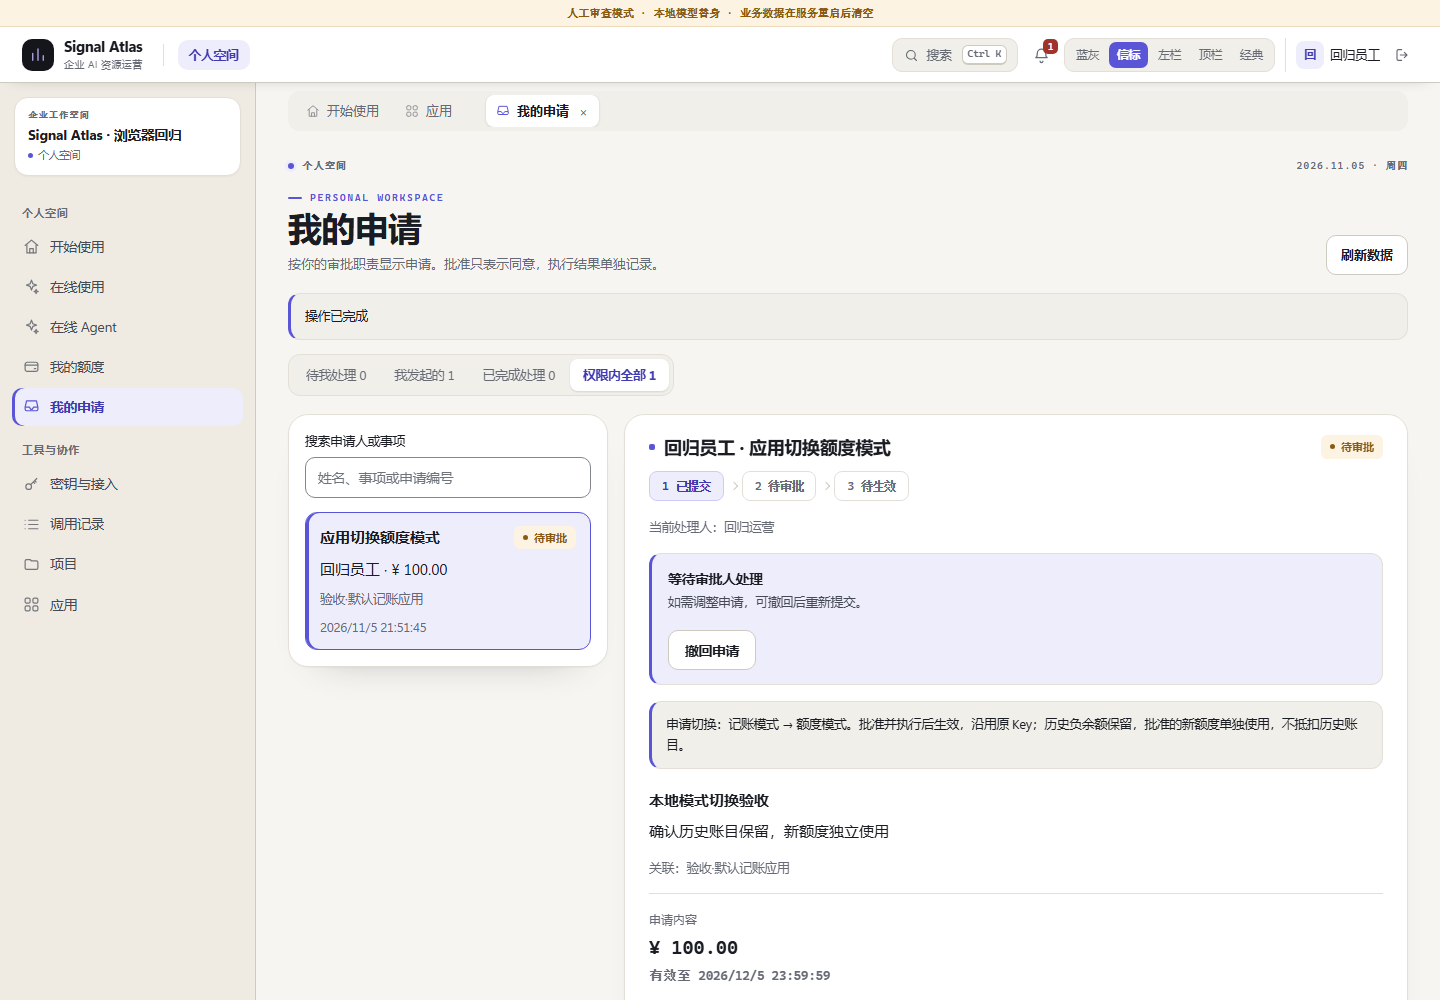 人工审查模式 · 本地模型替身 · 业务数据在服务重启后清空
Signal Atlas
企业 AI 资源运营
个人空间
搜索 Ctrl K
1
蓝灰 信标 左栏 顶栏 经典
回 回归员工
企业工作空间
Signal Atlas · 浏览器回归
个人空间
个人空间
开始使用
在线使用
在线 Agent
我的额度
我的申请
工具与协作
密钥与接入
调用记录
项目
应用
开始使用 应用 我的申请 ×
个人空间
2026.11.05 · 周四
PERSONAL WORKSPACE
我的申请
按你的审批职责显示申请。批准只表示同意，执行结果单独记录。
刷新数据
操作已完成
待我处理 0 我发起的 1 已完成处理 0 权限内全部 1
搜索申请人或事项
姓名、事项或申请编号
应用切换额度模式 待审批
回归员工 · ¥ 100.00
验收·默认记账应用
2026/11/5 21:51:45
回归员工 · 应用切换额度模式 待审批
1 已提交 2 待审批 3 待生效
当前处理人：回归运营
等待审批人处理
如需调整申请，可撤回后重新提交。
撤回申请
申请切换：记账模式 → 额度模式。批准并执行后生效，沿用原 Key；历史负余额保留，批准的新额度单独使用，不抵扣历史账
目。
本地模式切换验收
确认历史账目保留，新额度独立使用
关联：验收·默认记账应用
申请内容
¥ 100.00
有效至 2026/12/5 23:59:59